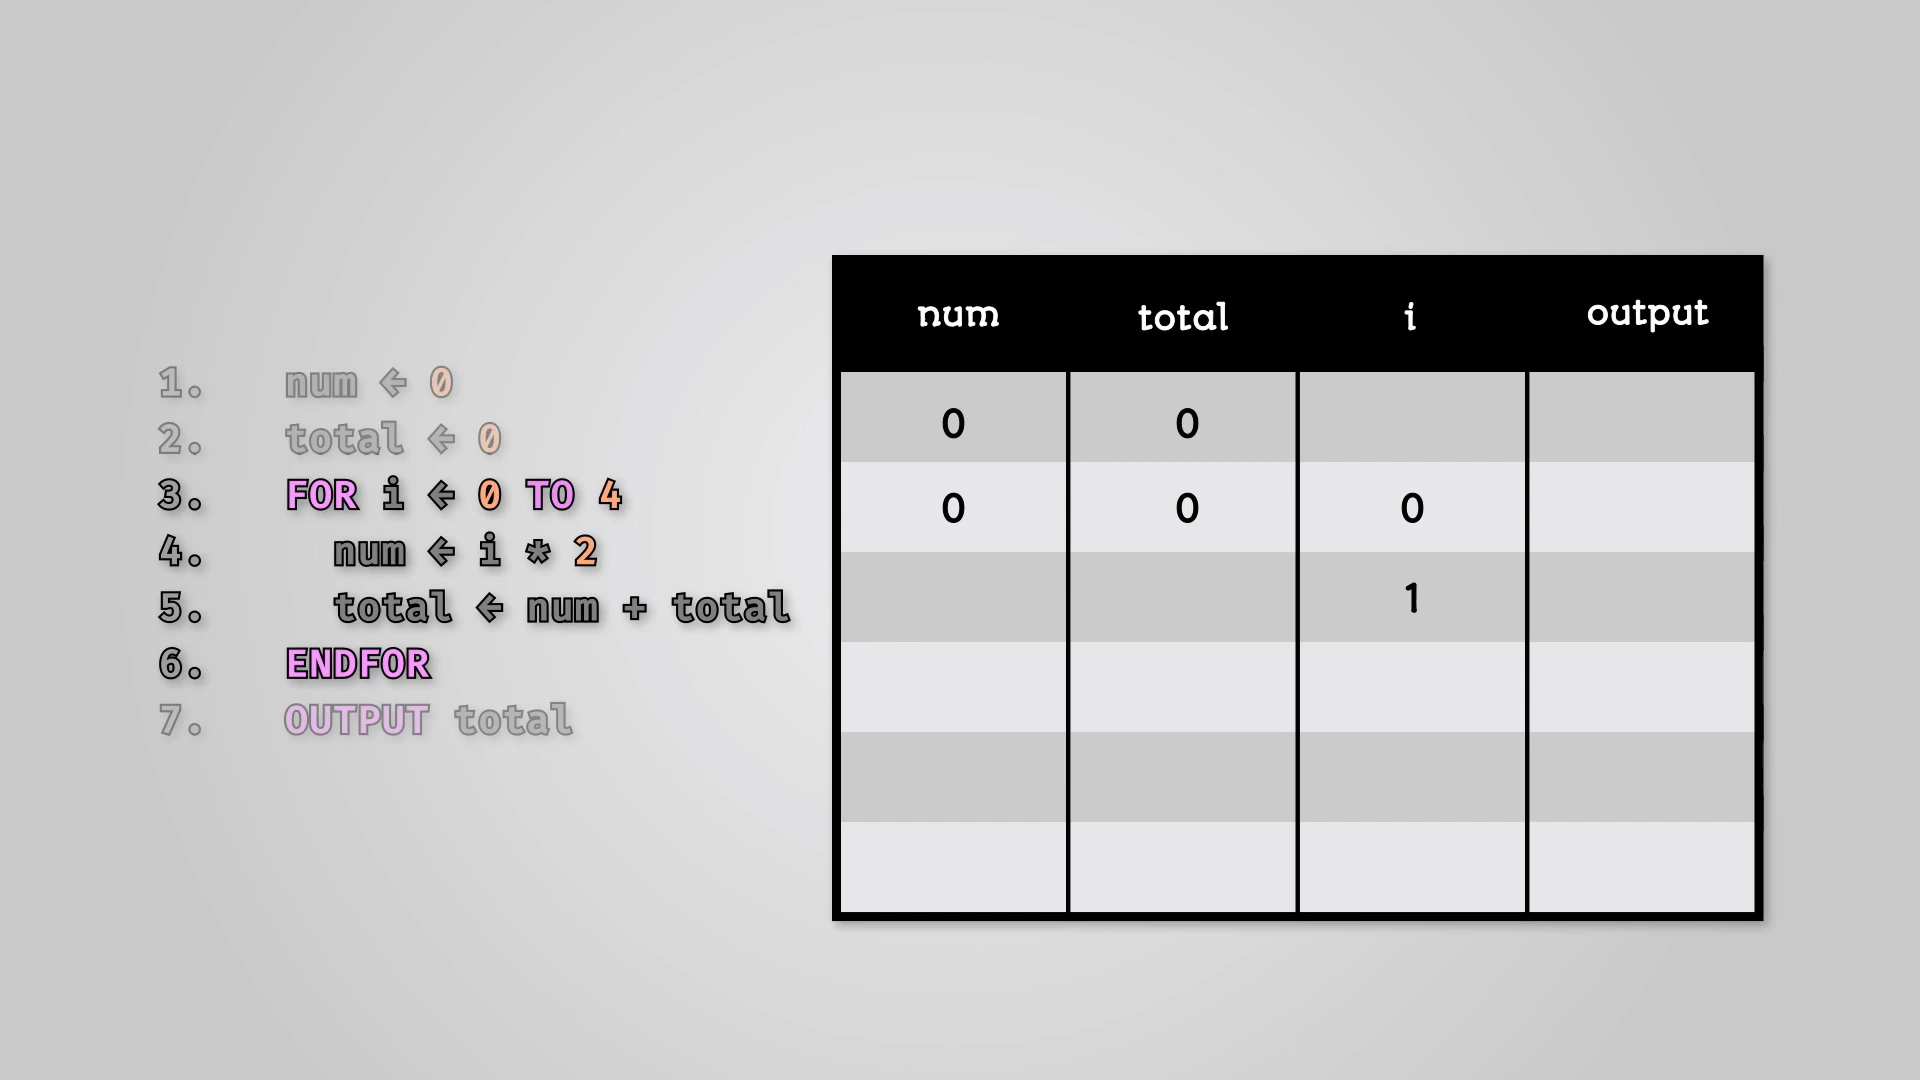 1. num ← 0
2. total ← 0
3. FOR i ← 0 TO 4
4. num ← i * 2
5. total ← num + total
6. ENDFOR
7. OUTPUT total
num total i output
0 0
0 0 0
1